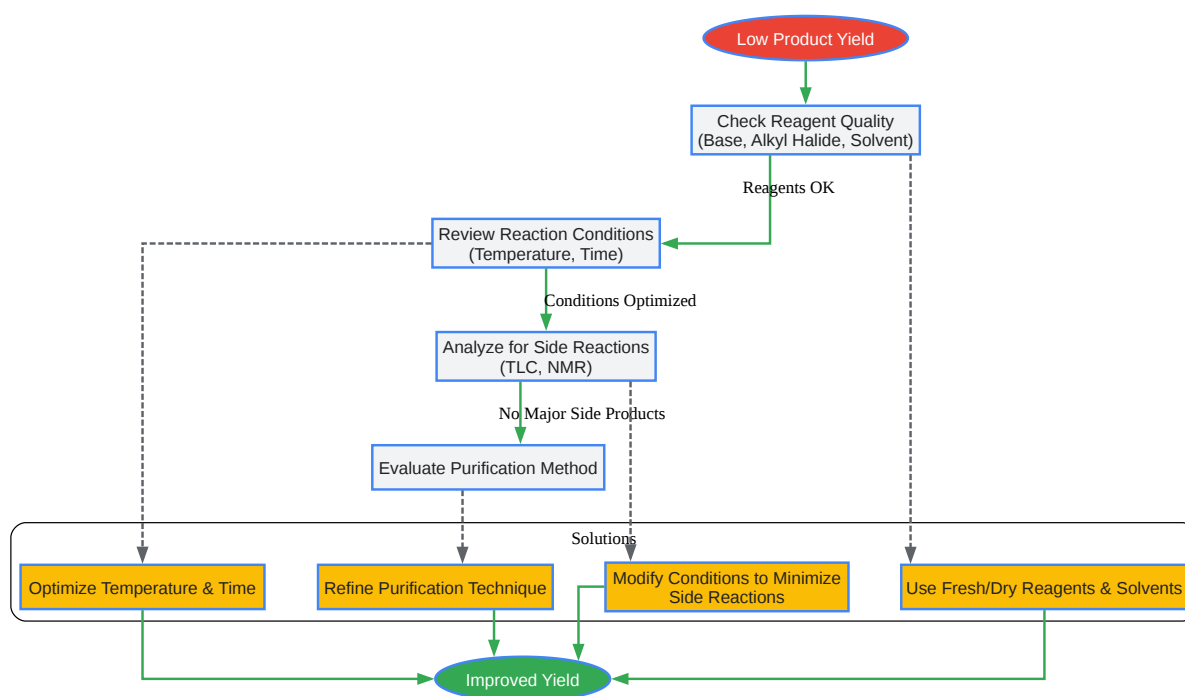 Low Product Yield
Check Reagent Quality
(Base, Alkyl Halide, Solvent)
Reagents OK
Review Reaction Conditions
(Temperature, Time)
Conditions Optimized
Analyze for Side Reactions
(TLC, NMR)
No Major Side Products
Evaluate Purification Method
Solutions
Optimize Temperature & Time
Refine Purification Technique
Modify Conditions to Minimize
Side Reactions
Use Fresh/Dry Reagents & Solvents
Improved Yield